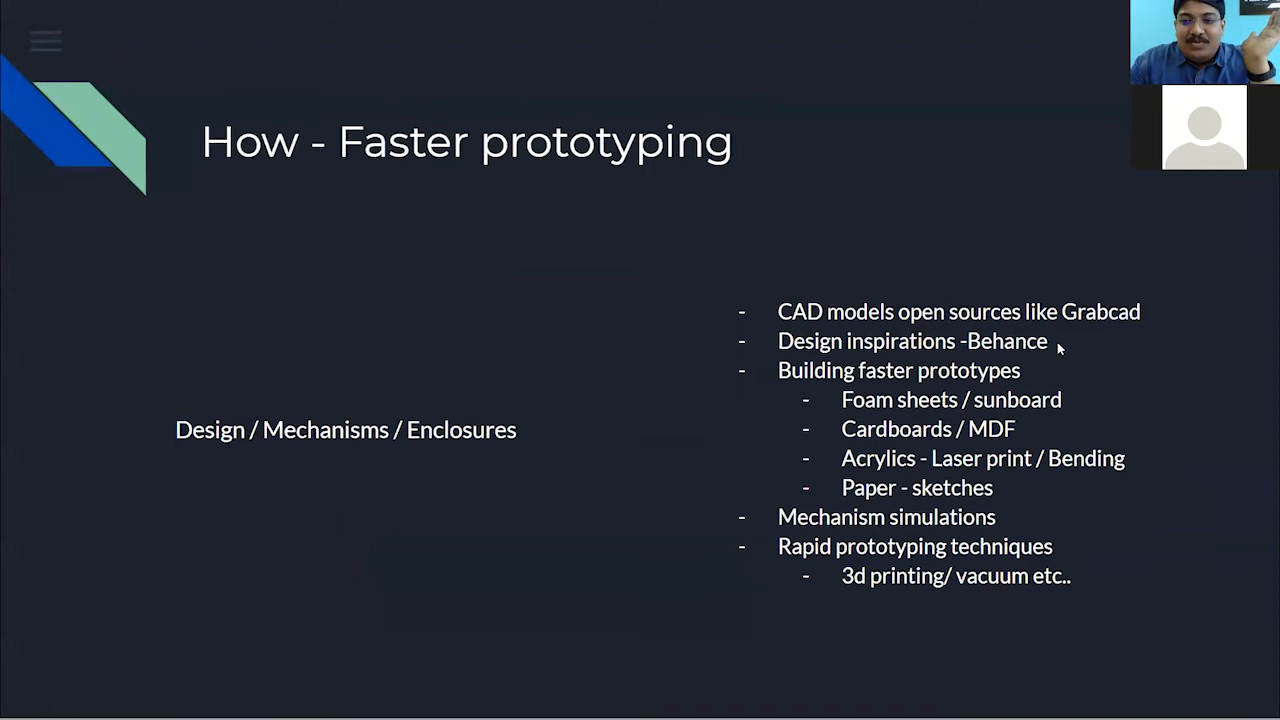 How - Faster prototyping
Design / Mechanisms / Enclosures
- CAD models open sources like Grabcad
- Design inspirations -Behance
- Building faster prototypes
- Foam sheets / sunboard
- Cardboards / MDF
- Acrylics - Laser print / Bending
- Paper - sketches
- Mechanism simulations
- Rapid prototyping techniques
- 3d printing/ vacuum etc..